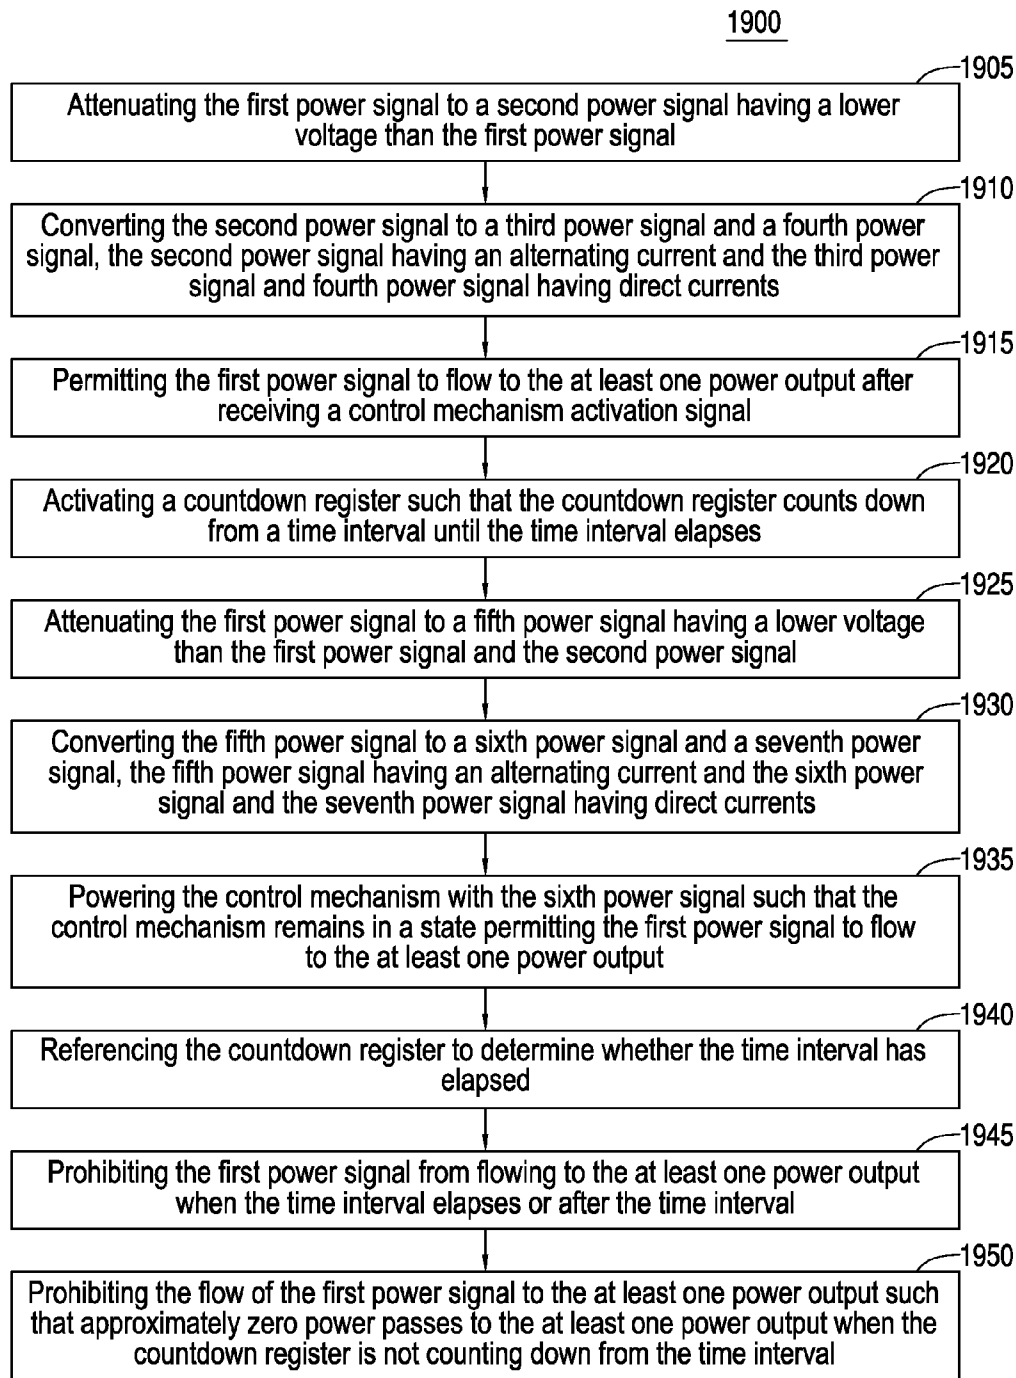 1900
1905
Attenuating the first power signal to a second power signal having a lower
voltage than the first power signal
1910
Converting the second power signal to a third power signal and a fourth power
signal, the second power signal having an alternating current and the third power
signal and fourth power signal having direct currents
1915
Permitting the first power signal to flow to the at least one power output after
receiving a control mechanism activation signal
1920
Activating a countdown register such that the countdown register counts down
from a time interval until the time interval elapses
1925
Attenuating the first power signal to a fifth power signal having a lower voltage
than the first power signal and the second power signal
1930
Converting the fifth power signal to a sixth power signal and a seventh power
signal, the fifth power signal having an alternating current and the sixth power
signal and the seventh power signal having direct currents
1935
Powering the control mechanism with the sixth power signal such that the
control mechanism remains in a state permitting the first power signal to flow
to the at least one power output
1940
Referencing the countdown register to determine whether the time interval has
elapsed
1945
Prohibiting the first power signal from flowing to the at least one power output
when the time interval elapses or after the time interval
1950
Prohibiting the flow of the first power signal to the at least one power output such
that approximately zero power passes to the at least one power output when the
countdown register is not counting down from the time interval